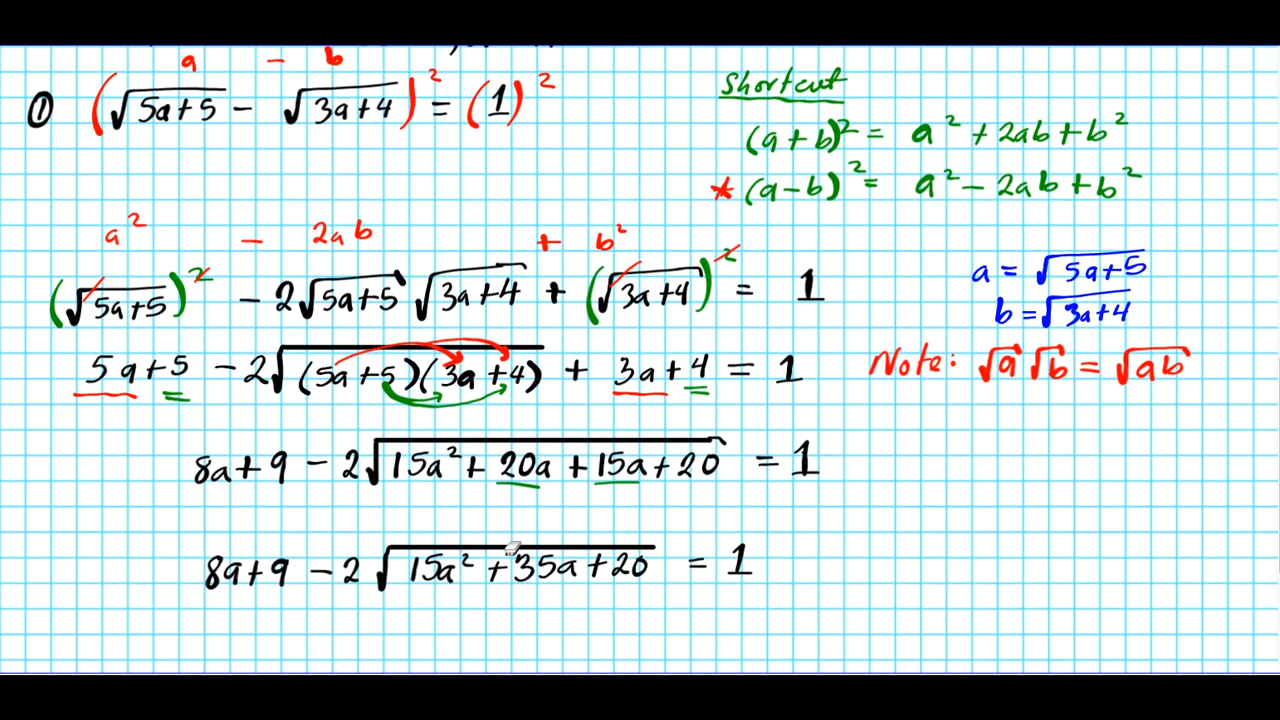 a - b
① (√(5a+5) - √(3a+4))² = (1)²
Shortcut
(a+b)² = a² + 2ab + b²
* (a-b)² = a² - 2ab + b²
a² - 2ab + b²
(√(5a+5))² - 2√(5a+5) √(3a+4) + (√(3a+4))² = 1
a = √(5a+5)
b = √(3a+4)
5a+5 - 2√((5a+5)(3a+4)) + 3a+4 = 1
Note: √a √b = √ab
8a+9 - 2√(15a² + 20a + 15a + 20) = 1
8a+9 - 2√(15a² + 35a + 20) = 1